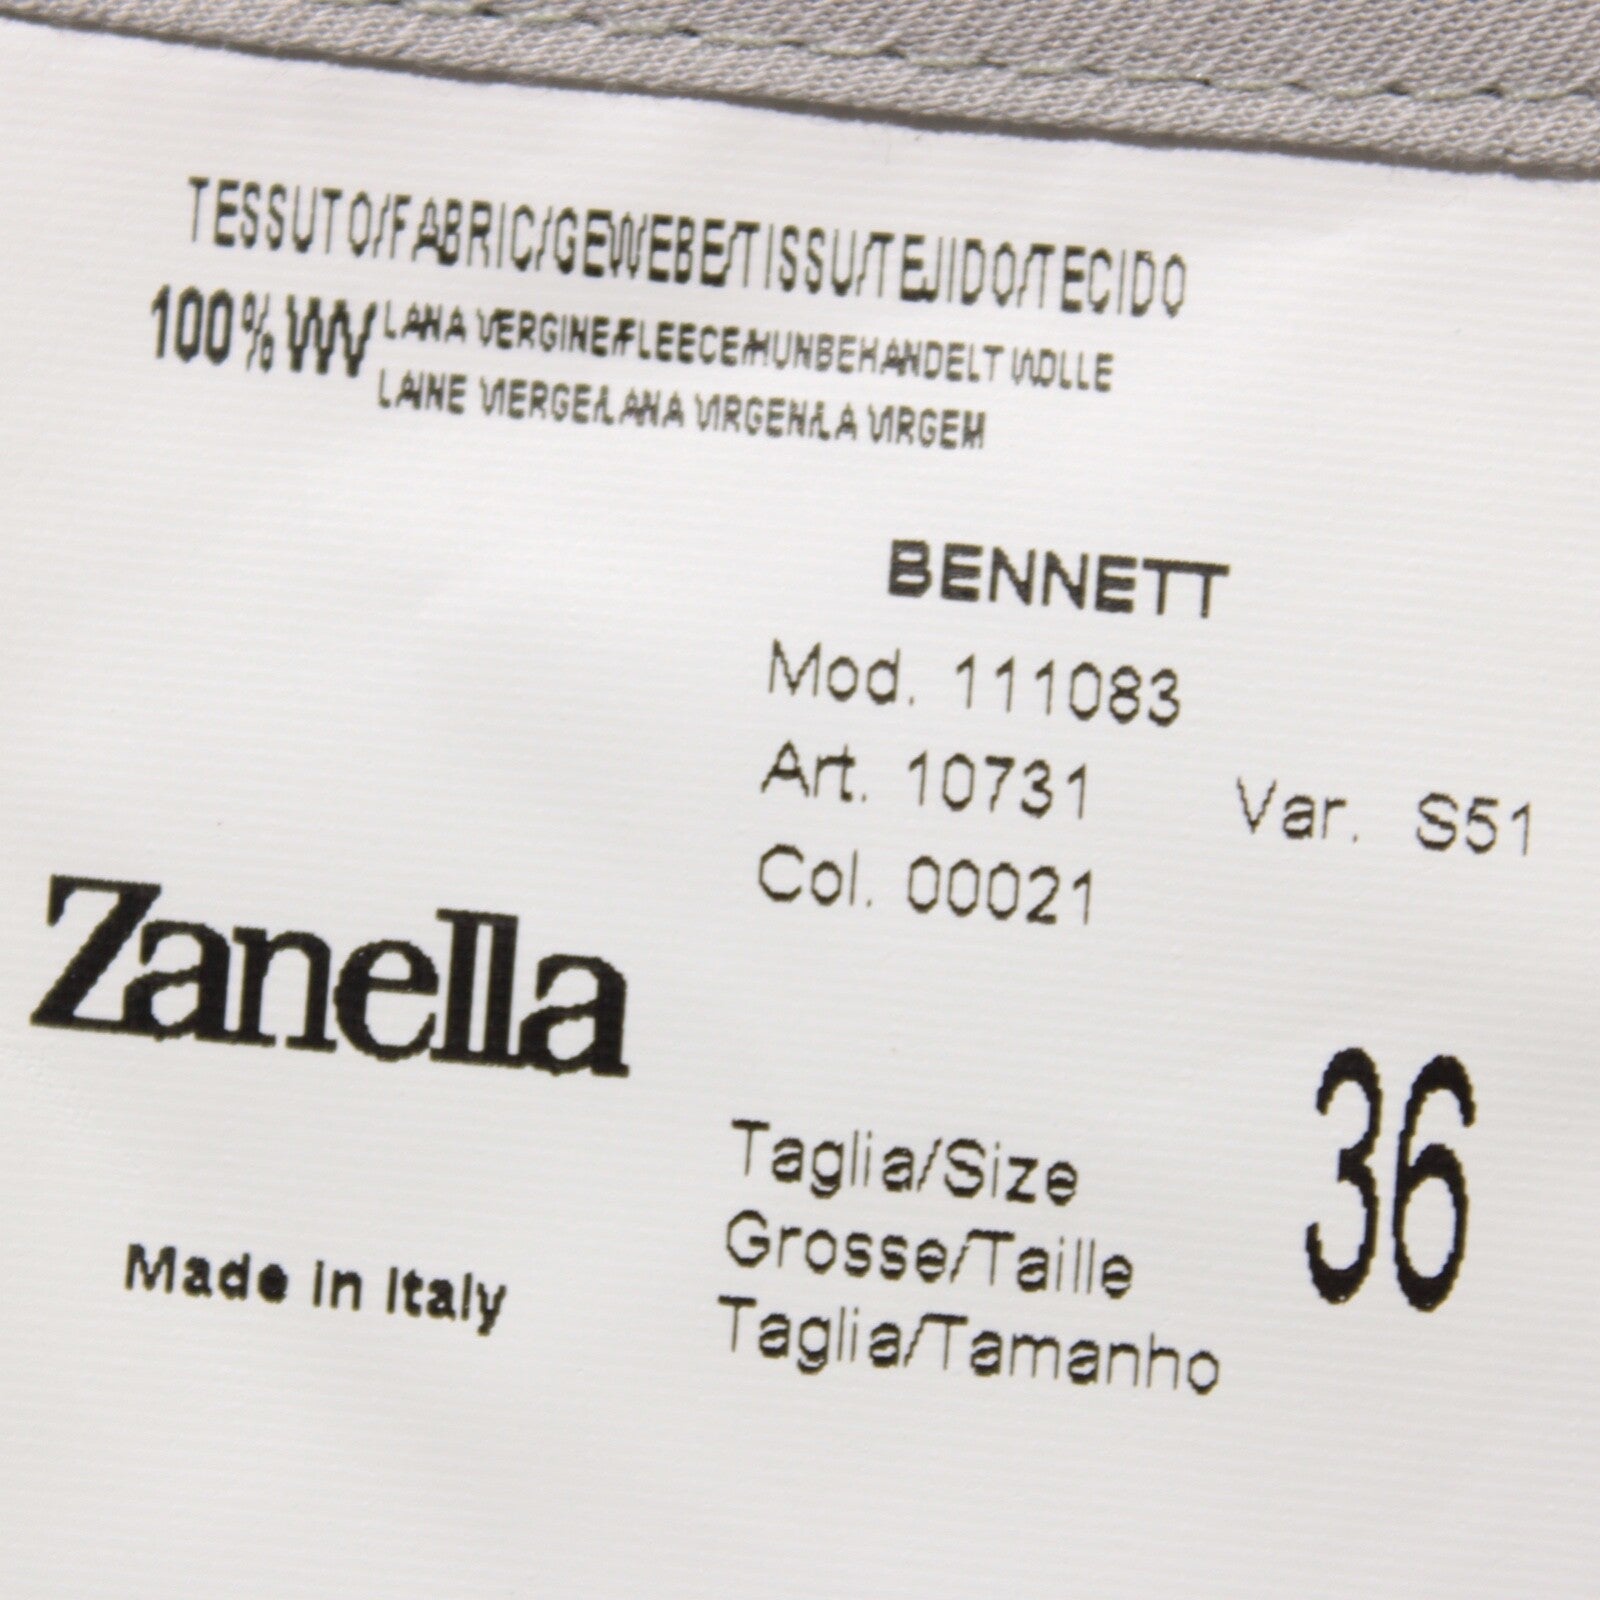 TESSUTO/FABRIC/GEWEBE/TISSU/TEJIDO/TECIDO
100% WV LANA VERGINE/FLEECE/HUNBEHANDELT WOLLE
LAINE VIERGE/LANA VIRGEN/LA VIRGEM
BENNETT
Mod. 111083
Art. 10731 Var. S51
Col. 00021
Zanella
Made in Italy
Taglia/Size
Grosse/Taille
Taglia/Tamanho
36